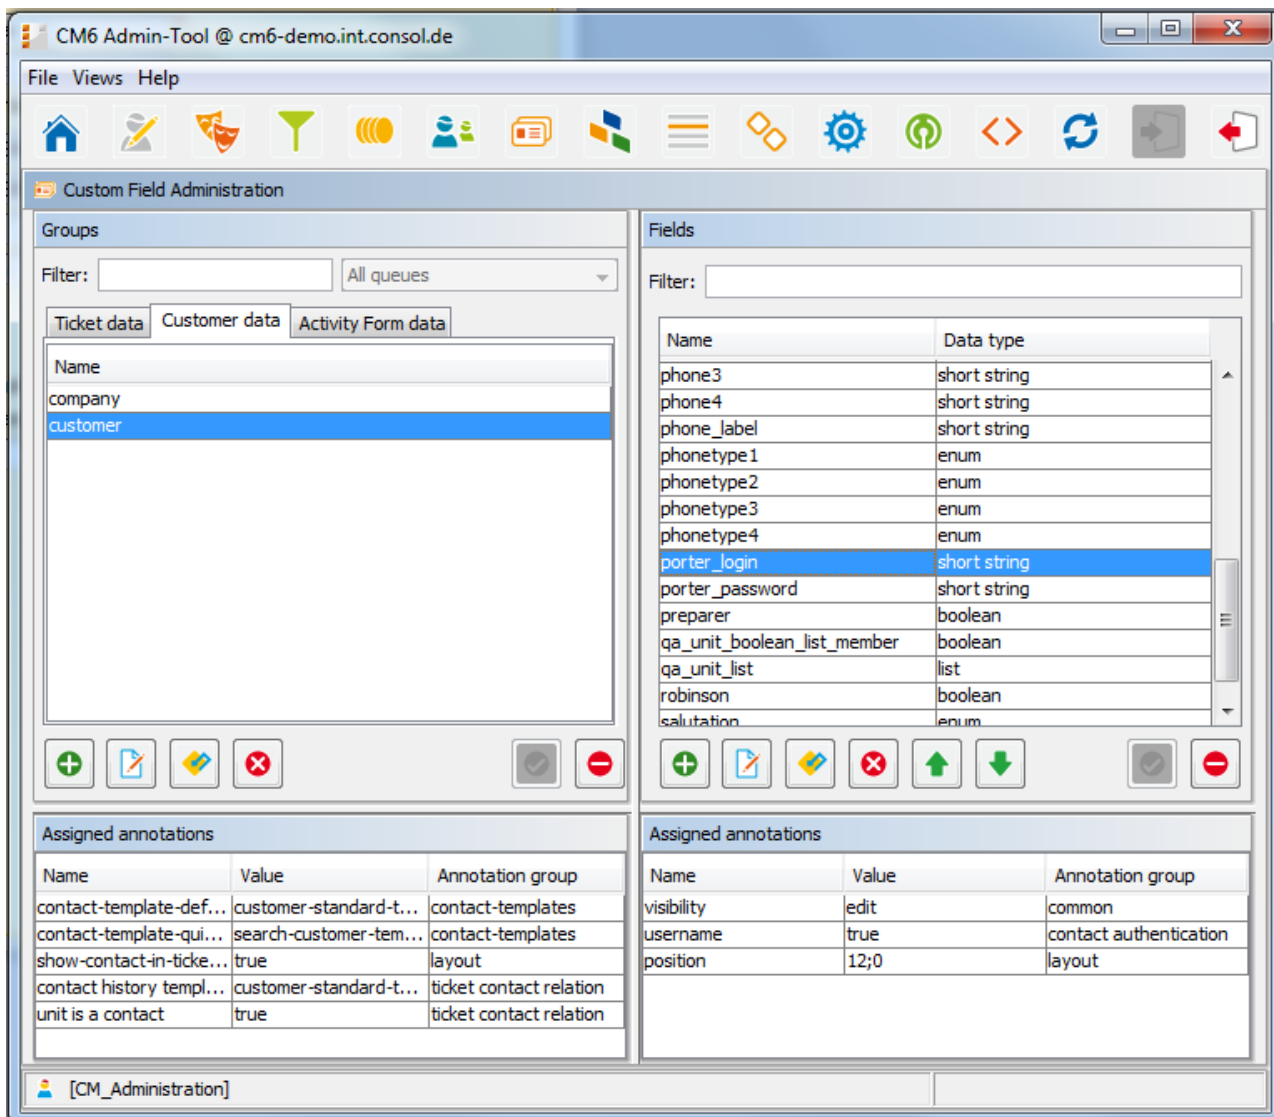 CM6 Admin-Tool @ cm6-demo.int.consol.de
File Views Help
Custom Field Administration
Groups
Filter: All queues
Ticket data Customer data Activity Form data
Name
company
customer
Fields
Filter:
Name Data type
phone3 short string
phone4 short string
phone_label short string
phonetype1 enum
phonetype2 enum
phonetype3 enum
phonetype4 enum
porter_login short string
porter_password short string
preparer boolean
qa_unit_boolean_list_member boolean
qa_unit_list list
robinson boolean
salutation enum
Assigned annotations
Name Value Annotation group
contact-template-def... customer-standard-t... contact-templates
contact-template-qui... search-customer-tem... contact-templates
show-contact-in-ticke... true layout
contact history templ... customer-standard-t... ticket contact relation
unit is a contact true ticket contact relation
Assigned annotations
Name Value Annotation group
visibility edit common
username true contact authentication
position 12;0 layout
[CM_Administration]